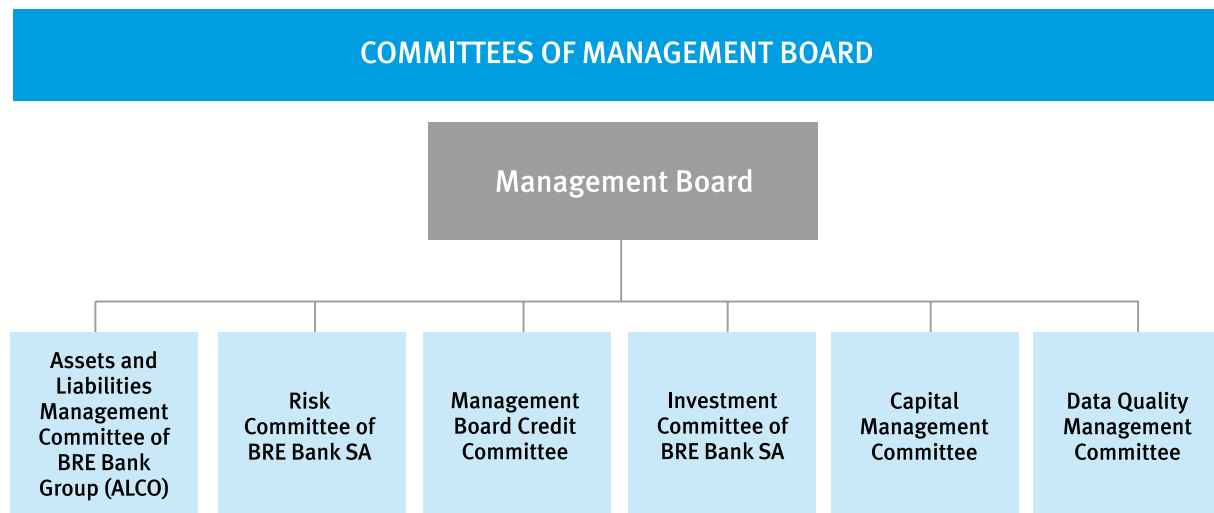 COMMITTEES OF MANAGEMENT BOARD
Management Board
Assets and
Liabilities
Management
Committee of
BRE Bank
Group (ALCO)
Risk
Committee of
BRE Bank SA
Management
Board Credit
Committee
Investment
Committee of
BRE Bank SA
Capital
Management
Committee
Data Quality
Management
Committee